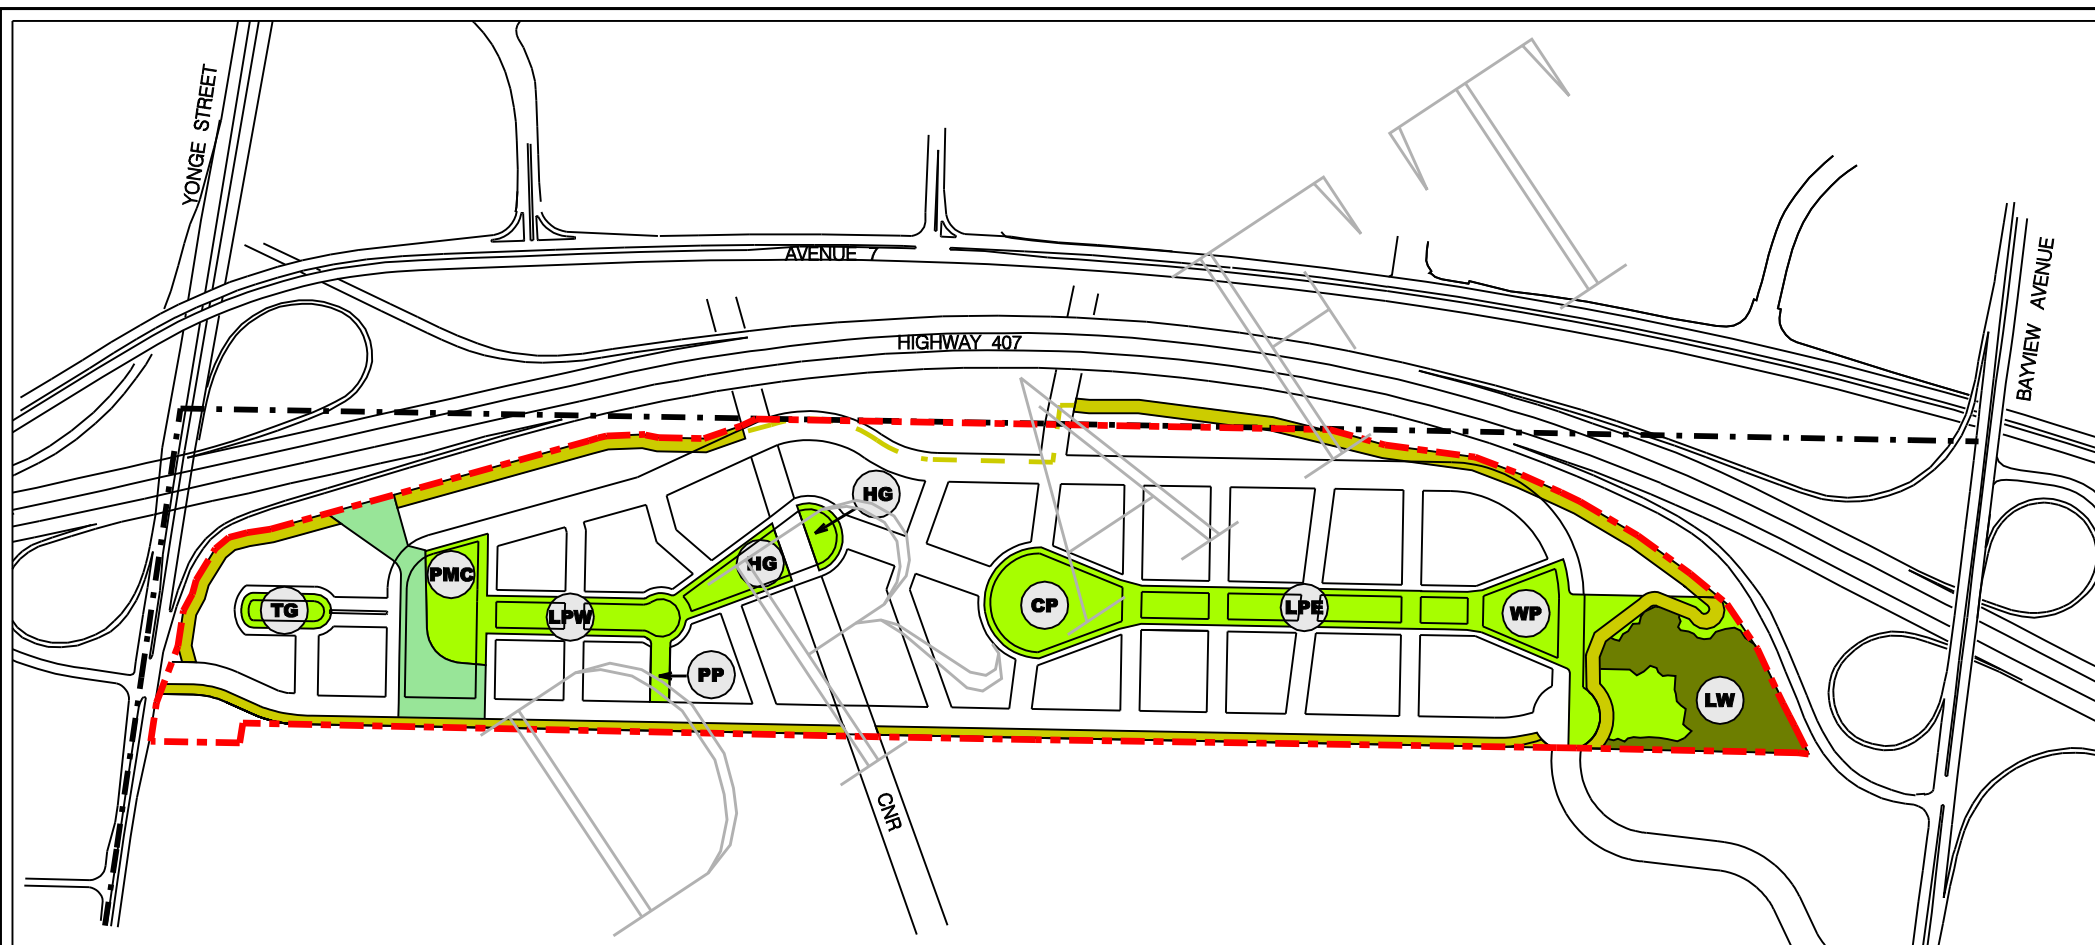 YONGE STREET
AVENUE 7
BAYVIEW AVENUE
HIGHWAY 407
HG
HG
PMC
TG
LPW
CP
LPE
WP
PP
LW
CNR
DRAFT